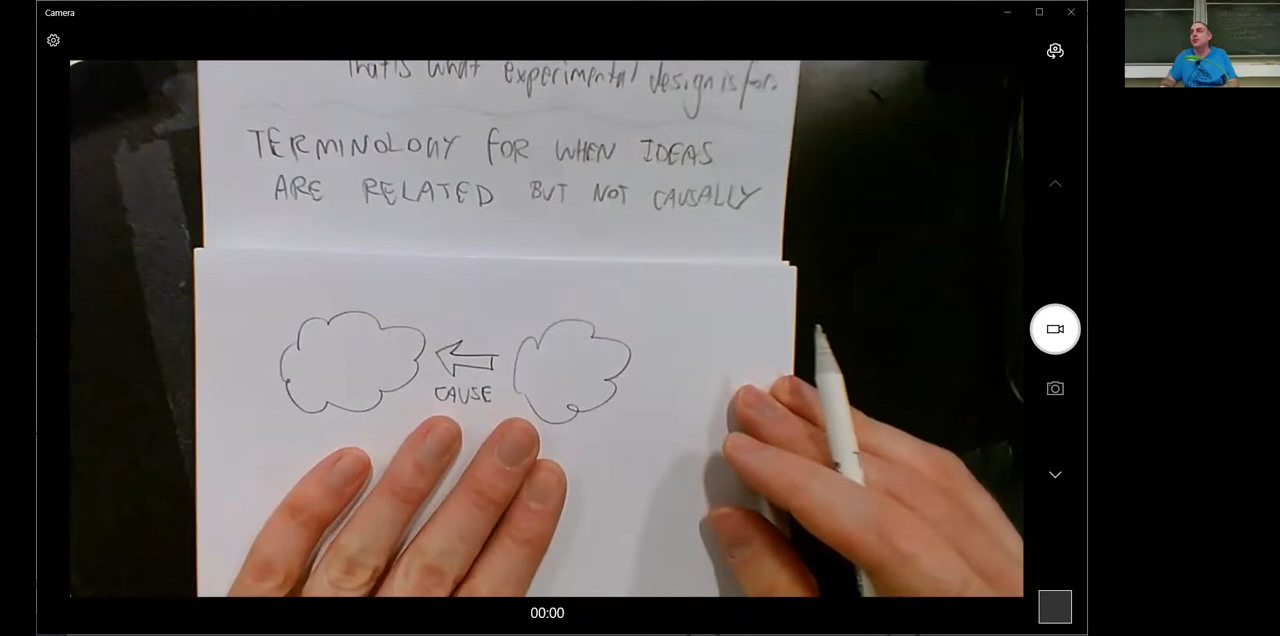 Camera
That's what experimental design is for.
TERMINOLOGY FOR WHEN IDEAS
ARE RELATED BUT NOT CAUSALLY
CAUSE
00:00